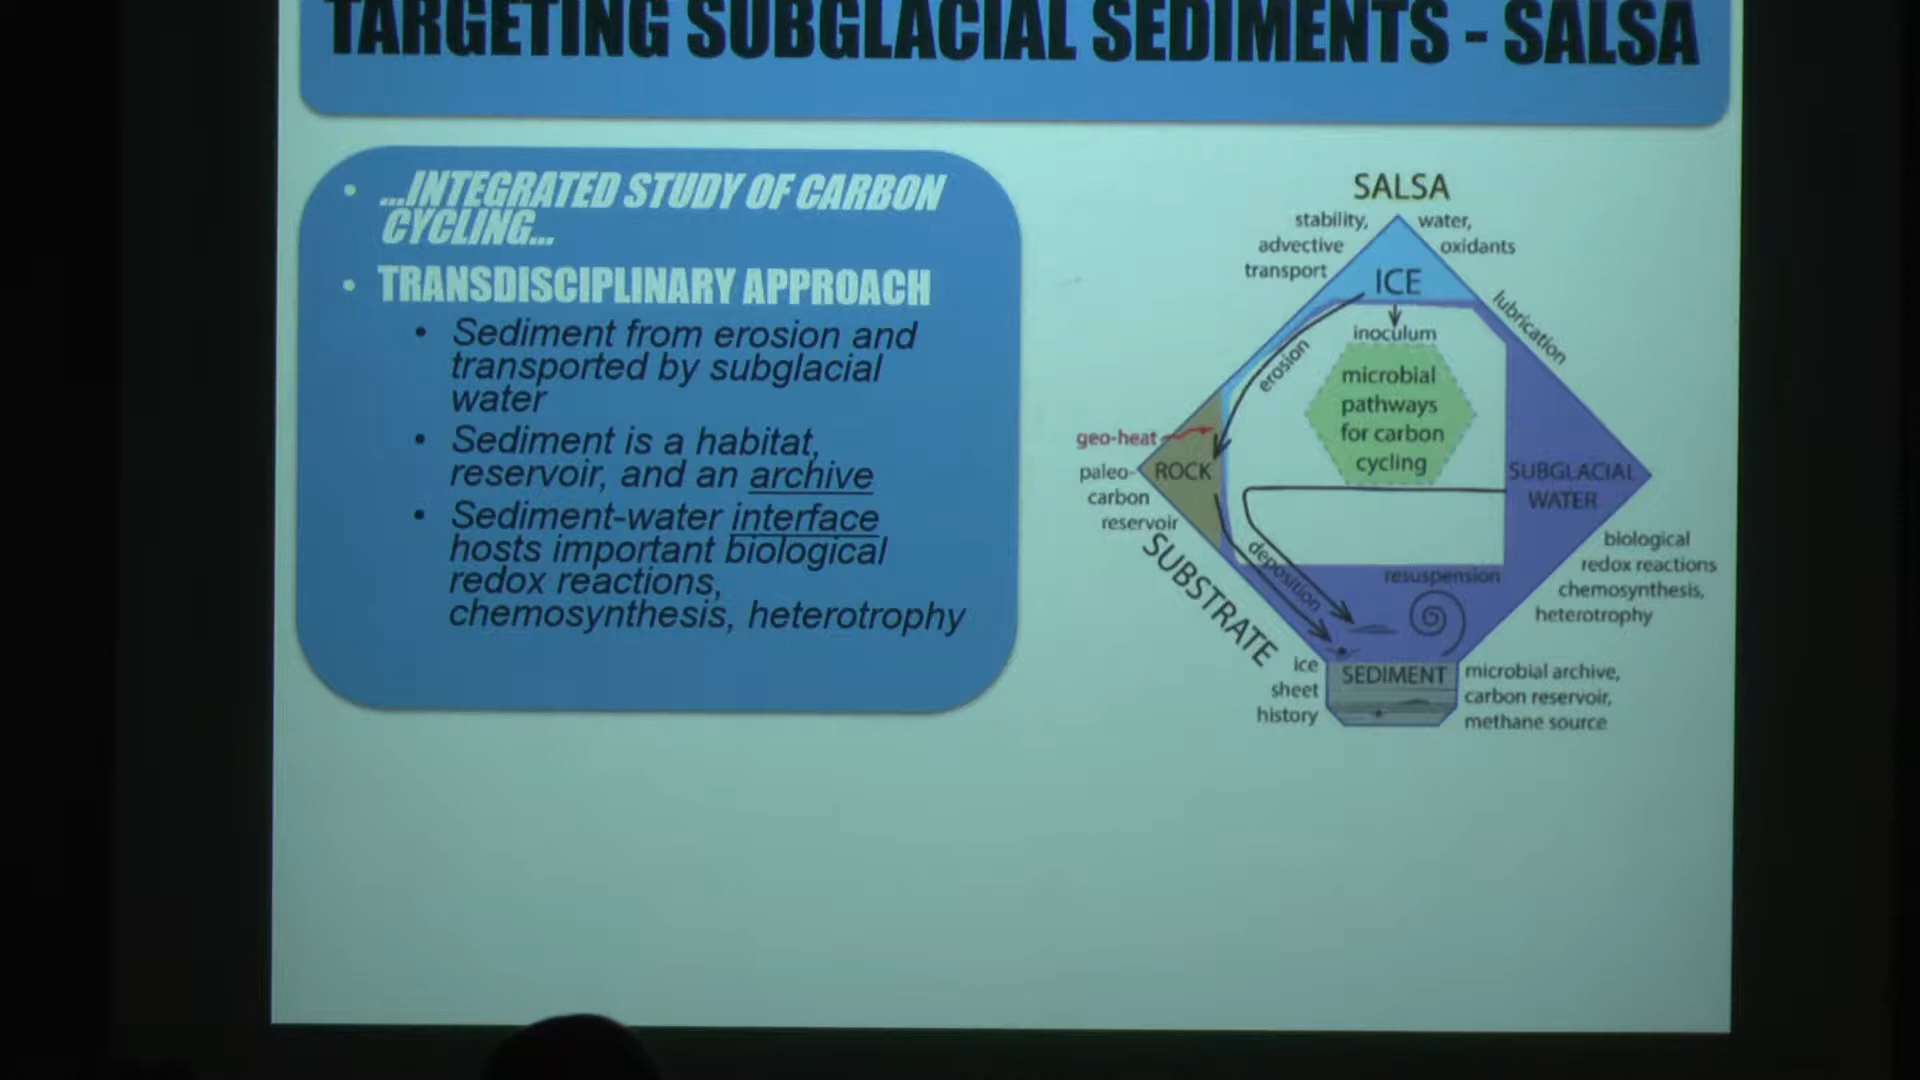 TARGETING SUBGLACIAL SEDIMENTS - SALSA
• ...INTEGRATED STUDY OF CARBON
CYCLING...
• TRANSDISCIPLINARY APPROACH
• Sediment from erosion and
transported by subglacial
water
• Sediment is a habitat,
reservoir, and an archive
• Sediment-water interface
hosts important biological
redox reactions,
chemosynthesis, heterotrophy
SALSA
stability,
advective
transport
water,
oxidants
ICE
lubrication
inoculum
erosion
microbial
pathways
for carbon
cycling
geo-heat
ROCK
paleo-
carbon
reservoir
SUBGLACIAL
WATER
SUBSTRATE
deposition
resuspension
biological
redox reactions
chemosynthesis,
heterotrophy
ice
sheet
history
SEDIMENT
microbial archive,
carbon reservoir,
methane source